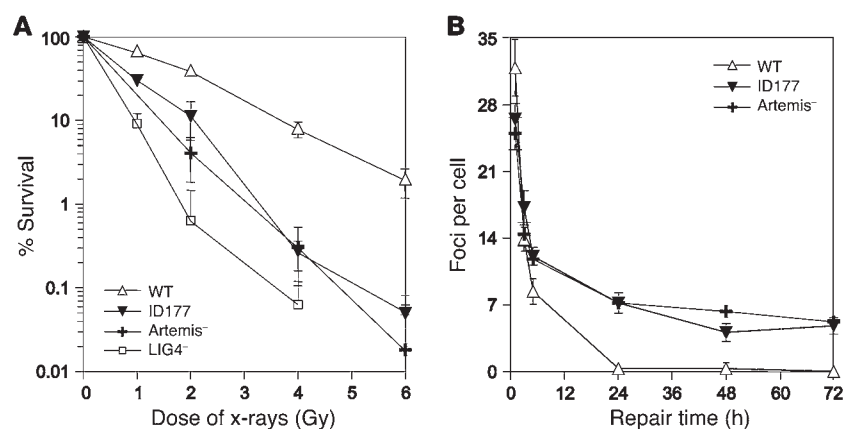 A
100
10
1
0.1
0.01
% Survival
WT
ID177
Artemis⁻
LIG4⁻
0 1 2 3 4 5 6
Dose of x-rays (Gy)
B
35
28
21
14
7
0
Foci per cell
WT
ID177
Artemis⁻
0 12 24 36 48 60 72
Repair time (h)